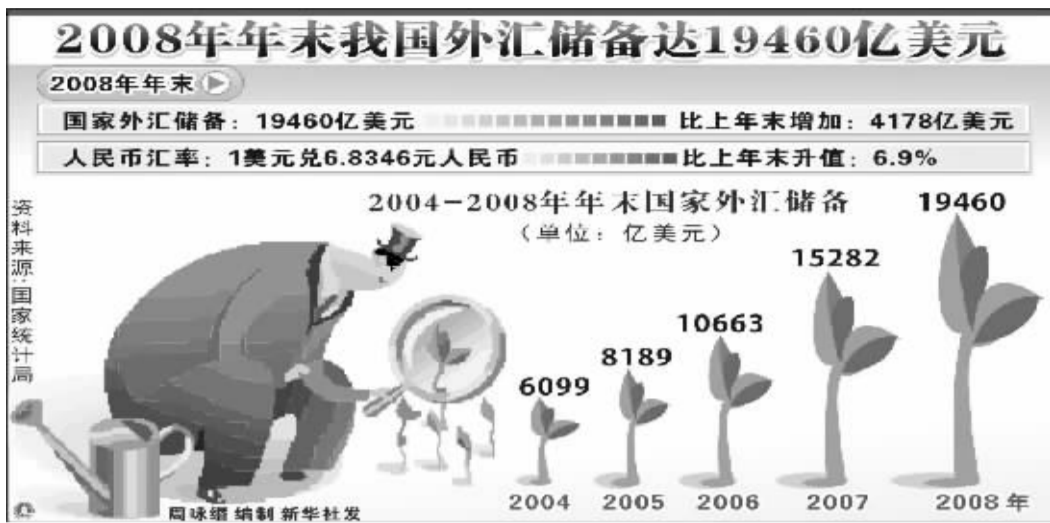 2008年年末我国外汇储备达19460亿美元
2008年年末
国家外汇储备：19460亿美元 比上年末增加：4178亿美元
人民币汇率：1美元兑6.8346元人民币 比上年末升值：6.9%
资料来源：国家统计局
2004-2008年年末国家外汇储备
（单位：亿美元）
6099
8189
10663
15282
19460
2004 2005 2006 2007 2008 年
周咏缗 编制 新华社发